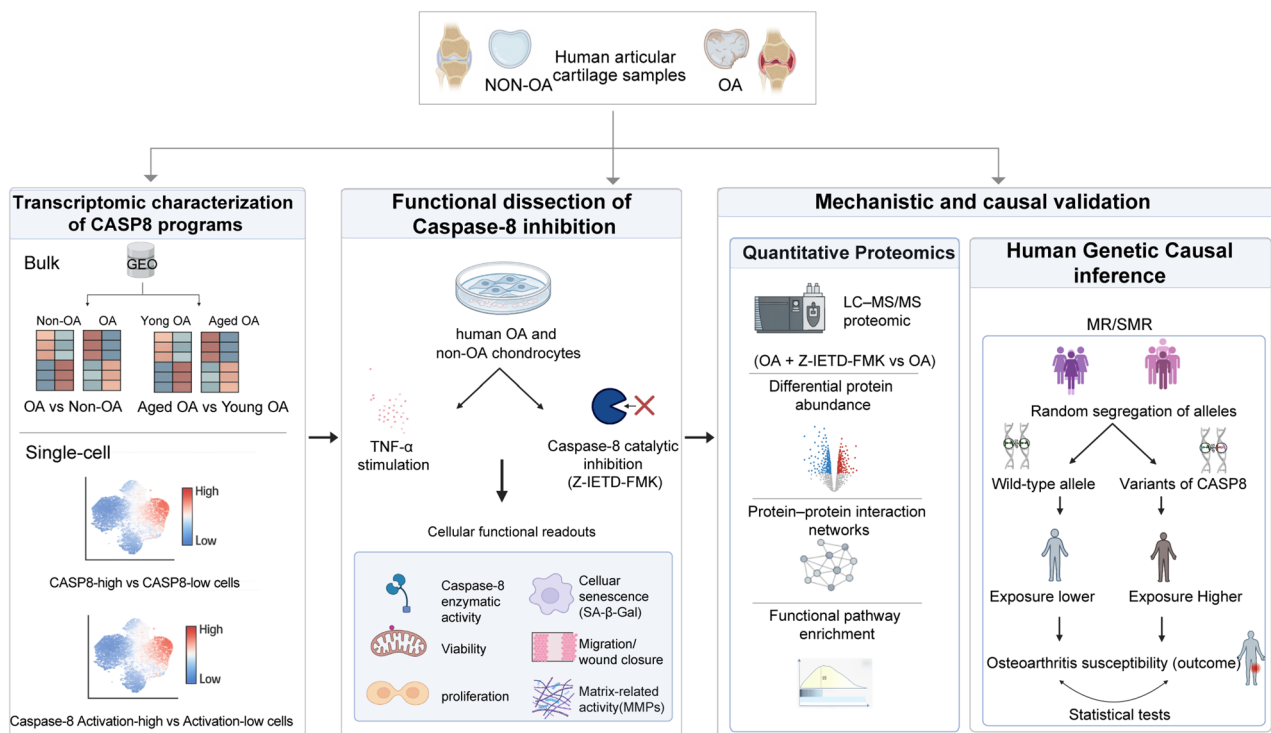 Human articular
cartilage samples
NON-OA
OA
Transcriptomic characterization
of CASP8 programs
Bulk
GEO
Non-OA
OA
Yong OA
Aged OA
OA vs Non-OA
Aged OA vs Young OA
Single-cell
High
Low
CASP8-high vs CASP8-low cells
High
Low
Caspase-8 Activation-high vs Activation-low cells
Functional dissection of
Caspase-8 inhibition
human OA and
non-OA chondrocytes
TNF-α
stimulation
Caspase-8 catalytic
inhibition
(Z-IETD-FMK)
Cellular functional readouts
Caspase-8
enzymatic
activity
Celluar
senescence
(SA-β-Gal)
Viability
Migration/
wound closure
proliferation
Matrix-related
activity(MMPs)
Mechanistic and causal validation
Quantitative Proteomics
LC–MS/MS
proteomic
(OA + Z-IETD-FMK vs OA)
Differential protein
abundance
Protein–protein interaction
networks
Functional pathway
enrichment
Human Genetic Causal
inference
MR/SMR
Random segregation of alleles
Wild-type allele
Variants of CASP8
Exposure lower
Exposure Higher
Osteoarthritis susceptibility (outcome)
Statistical tests